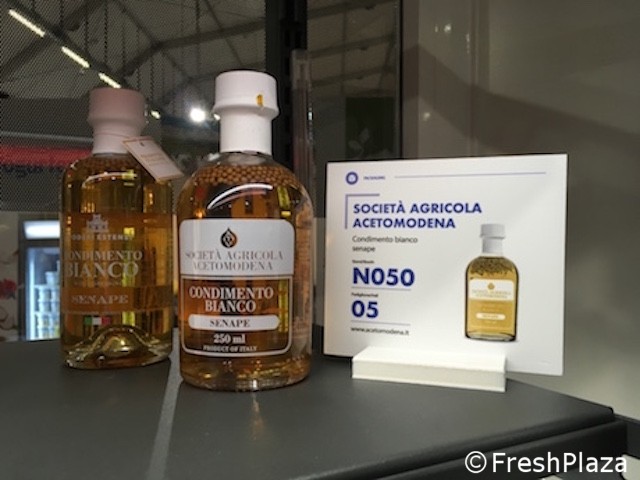 CONDIMENTO
BIANCO
SENAPE
SOCIETÀ AGRICOLA
ACETOMODENA
CONDIMENTO
BIANCO
SENAPE
250 ml
PRODUCT OF ITALY
SOCIETÀ AGRICOLA
ACETOMODENA
Condimento bianco
senape
N050
05
www.acetomodena.it
©FreshPlaza